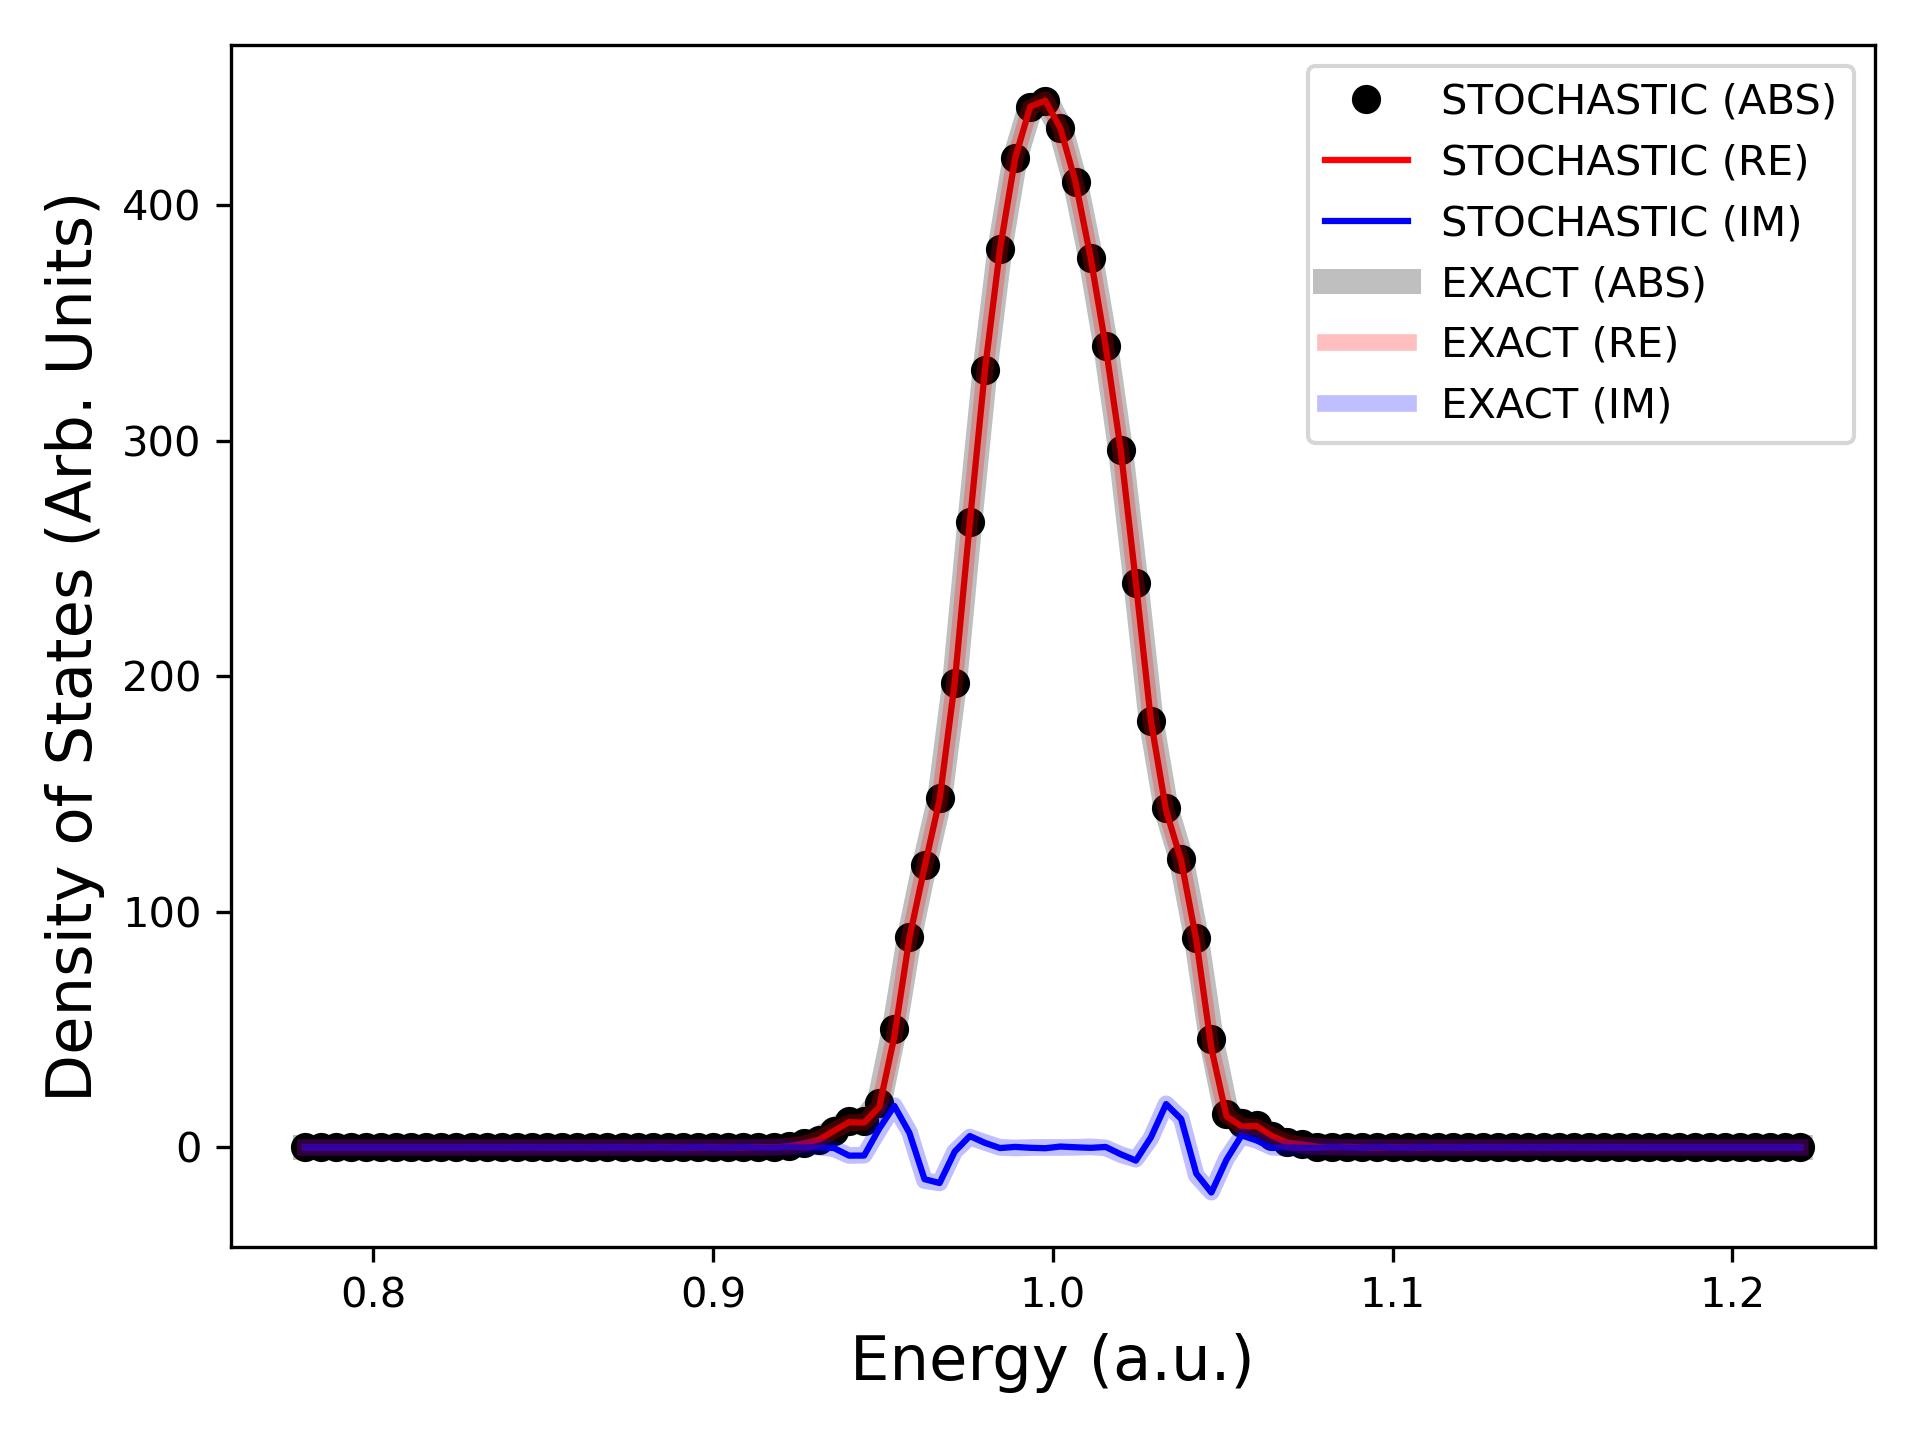 Density of States (Arb. Units)
400
300
200
100
0
STOCHASTIC (ABS)
STOCHASTIC (RE)
STOCHASTIC (IM)
EXACT (ABS)
EXACT (RE)
EXACT (IM)
0.8 0.9 1.0 1.1 1.2
Energy (a.u.)